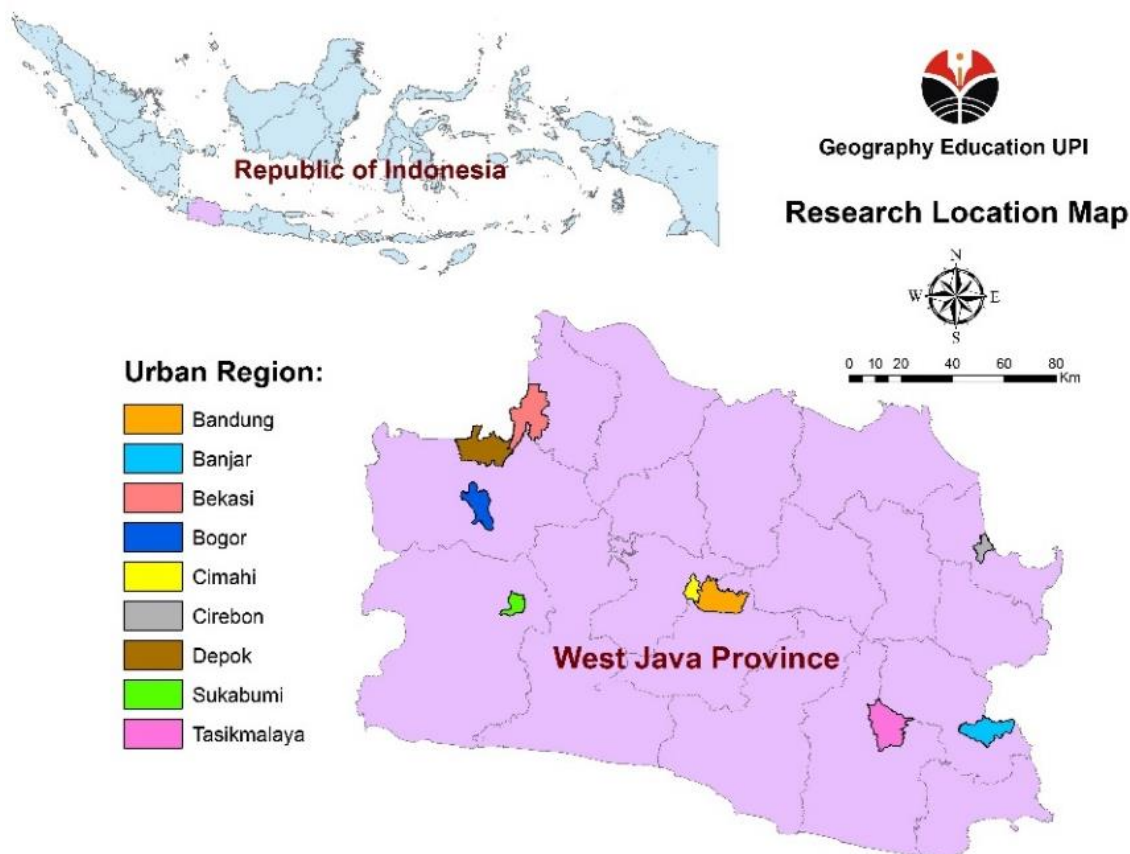 Republic of Indonesia
Geography Education UPI
Research Location Map
N
W E
S
0 10 20 40 60 80
Km
Urban Region:
Bandung
Banjar
Bekasi
Bogor
Cimahi
Cirebon
Depok
Sukabumi
Tasikmalaya
West Java Province